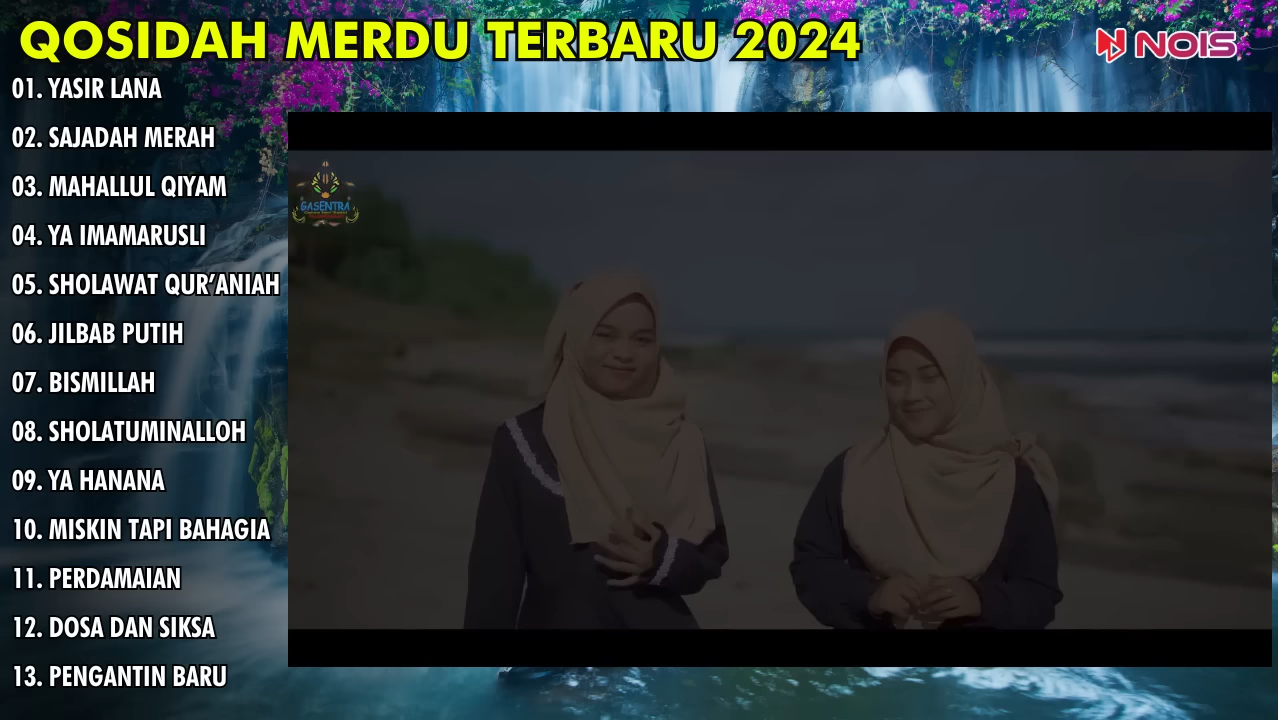 QOSIDAH MERDU TERBARU 2024
NOIS
01. YASIR LANA
02. SAJADAH MERAH
03. MAHALLUL QIYAM
04. YA IMAMARUSLI
05. SHOLAWAT QUR'ANIAH
06. JILBAB PUTIH
07. BISMILLAH
08. SHOLATUMINALLOH
09. YA HANANA
10. MISKIN TAPI BAHAGIA
11. PERDAMAIAN
12. DOSA DAN SIKSA
13. PENGANTIN BARU
GASENTRA